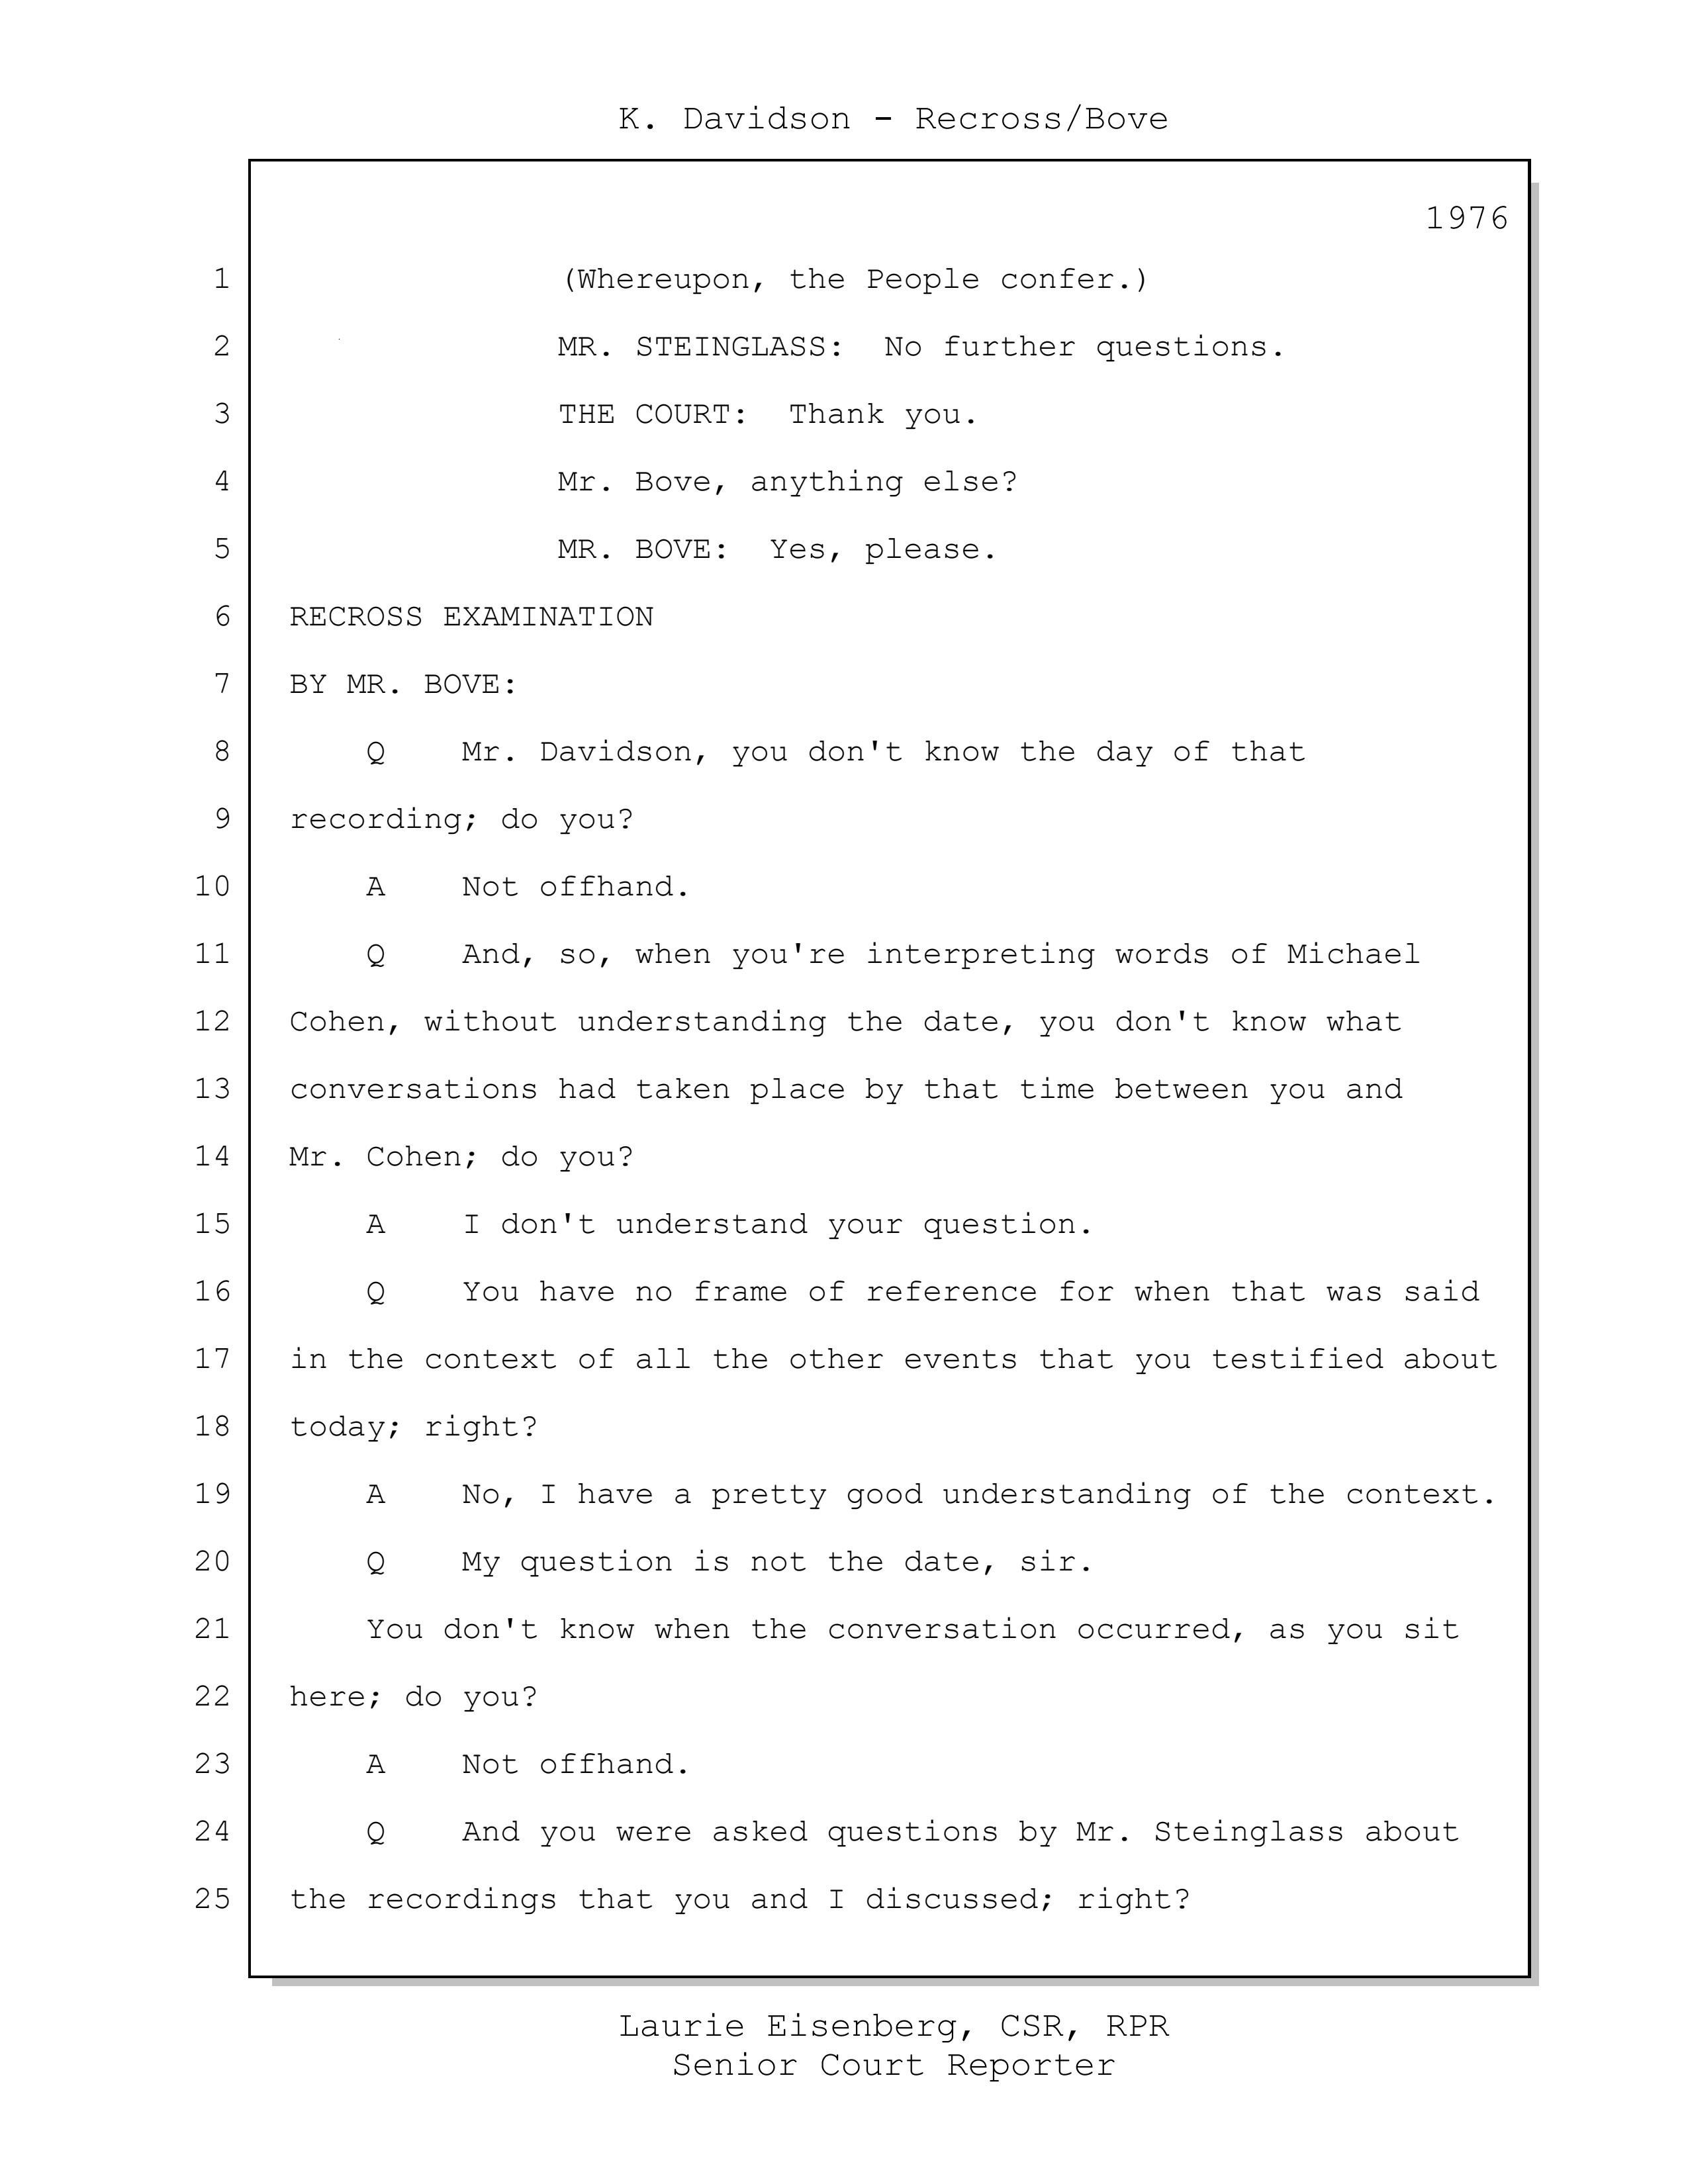 K. Davidson - Recross/Bove
1976
1 (Whereupon, the People confer.)
2 MR. STEINGLASS: No further questions.
3 THE COURT: Thank you.
4 Mr. Bove, anything else?
5 MR. BOVE: Yes, please.
6 RECROSS EXAMINATION
7 BY MR. BOVE:
8 Q Mr. Davidson, you don't know the day of that
9 recording; do you?
10 A Not offhand.
11 Q And, so, when you're interpreting words of Michael
12 Cohen, without understanding the date, you don't know what
13 conversations had taken place by that time between you and
14 Mr. Cohen; do you?
15 A I don't understand your question.
16 Q You have no frame of reference for when that was said
17 in the context of all the other events that you testified about
18 today; right?
19 A No, I have a pretty good understanding of the context.
20 Q My question is not the date, sir.
21 You don't know when the conversation occurred, as you sit
22 here; do you?
23 A Not offhand.
24 Q And you were asked questions by Mr. Steinglass about
25 the recordings that you and I discussed; right?
Laurie Eisenberg, CSR, RPR
Senior Court Reporter